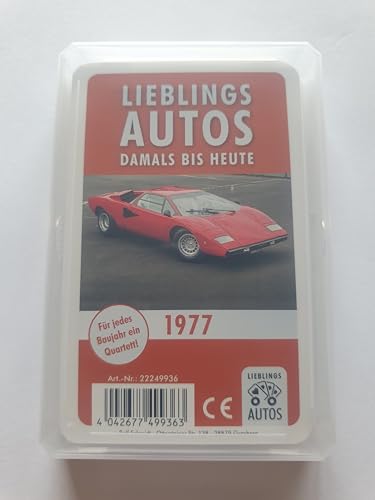 LIEBLINGS
AUTOS
DAMALS BIS HEUTE
Für jedes
Baujahr ein
Quartett!
1977
Art.-Nr.: 22249936
4 042677 499363
CE
LIEBLINGS
AUTOS